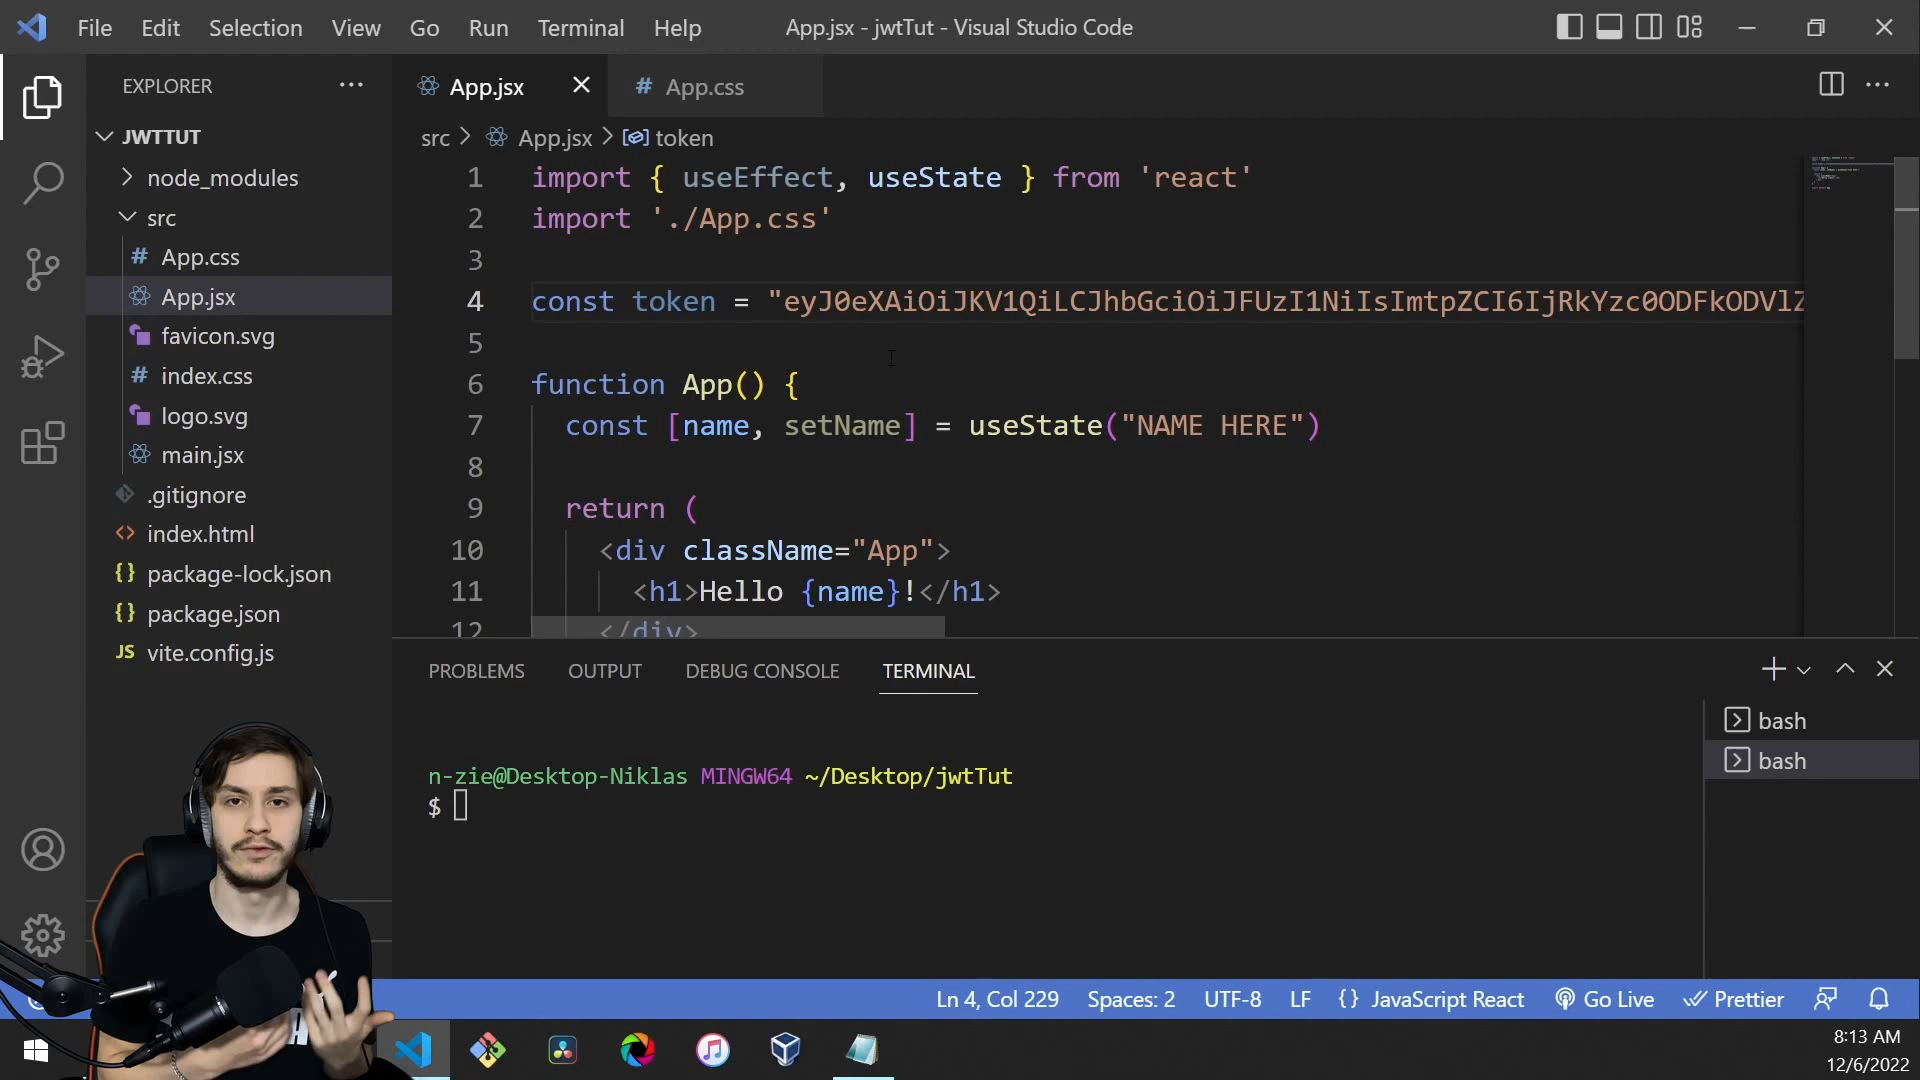 File Edit Selection View Go Run Terminal Help App.jsx - jwtTut - Visual Studio Code
EXPLORER
JWTTUT
node_modules
src
# App.css
App.jsx
favicon.svg
# index.css
logo.svg
main.jsx
.gitignore
<> index.html
{} package-lock.json
{} package.json
JS vite.config.js
App.jsx # App.css
src > App.jsx > token
1 import { useEffect, useState } from 'react'
2 import './App.css'
3
4 const token = "eyJ0eXAiOiJKV1QiLCJhbGciOiJFUzI1NiIsImtpZCI6IjRkYzc0ODFkODVlZ
5
6 function App() {
7 const [name, setName] = useState("NAME HERE")
8
9 return (
10 <div className="App">
11 <h1>Hello {name}!</h1>
12 </div>
PROBLEMS OUTPUT DEBUG CONSOLE TERMINAL
bash
bash
n-zie@Desktop-Niklas MINGW64 ~/Desktop/jwtTut
$
Ln 4, Col 229 Spaces: 2 UTF-8 LF {} JavaScript React Go Live Prettier
8:13 AM
12/6/2022